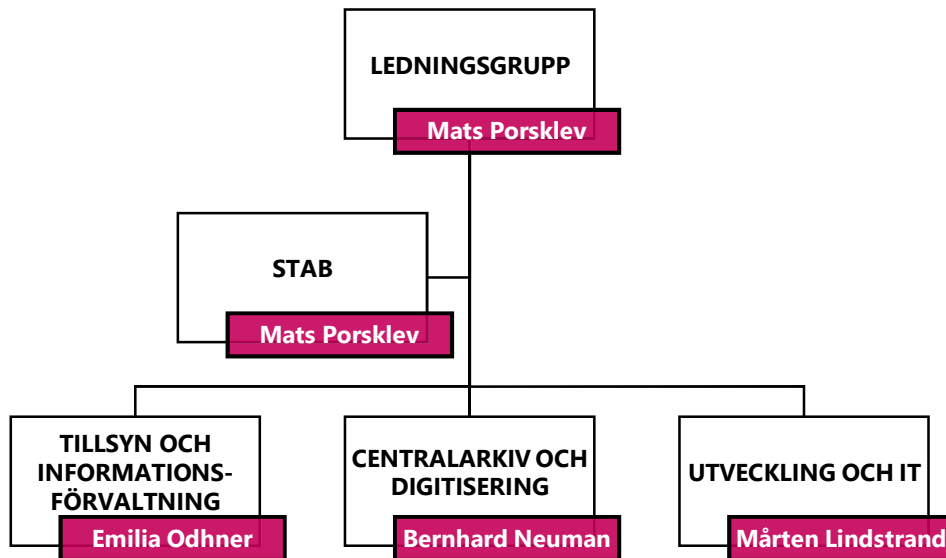 LEDNINGSGRUPP
Mats Porsklev
STAB
Mats Porsklev
TILLSYN OCH
INFORMATIONS-
FÖRVALTNING
Emilia Odhner
CENTRALARKIV OCH
DIGITISERING
Bernhard Neuman
UTVECKLING OCH IT
Mårten Lindstrand